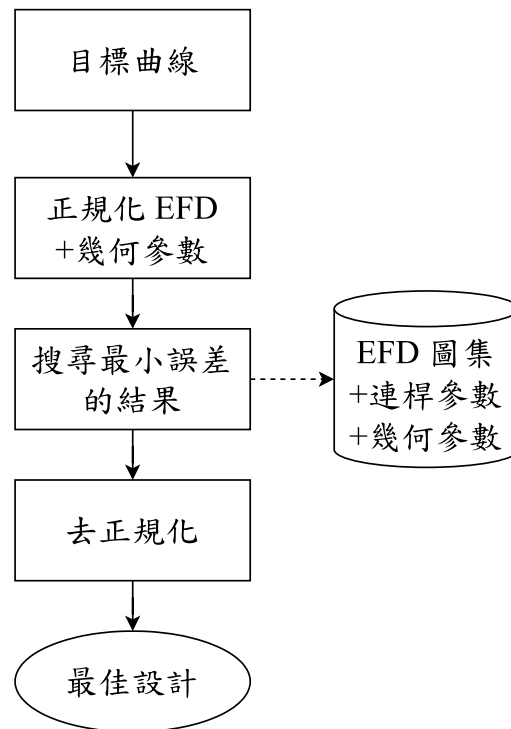 目標曲線
正規化 EFD
+幾何參數
搜尋最小誤差
的結果
EFD 圖集
+連桿參數
+幾何參數
去正規化
最佳設計